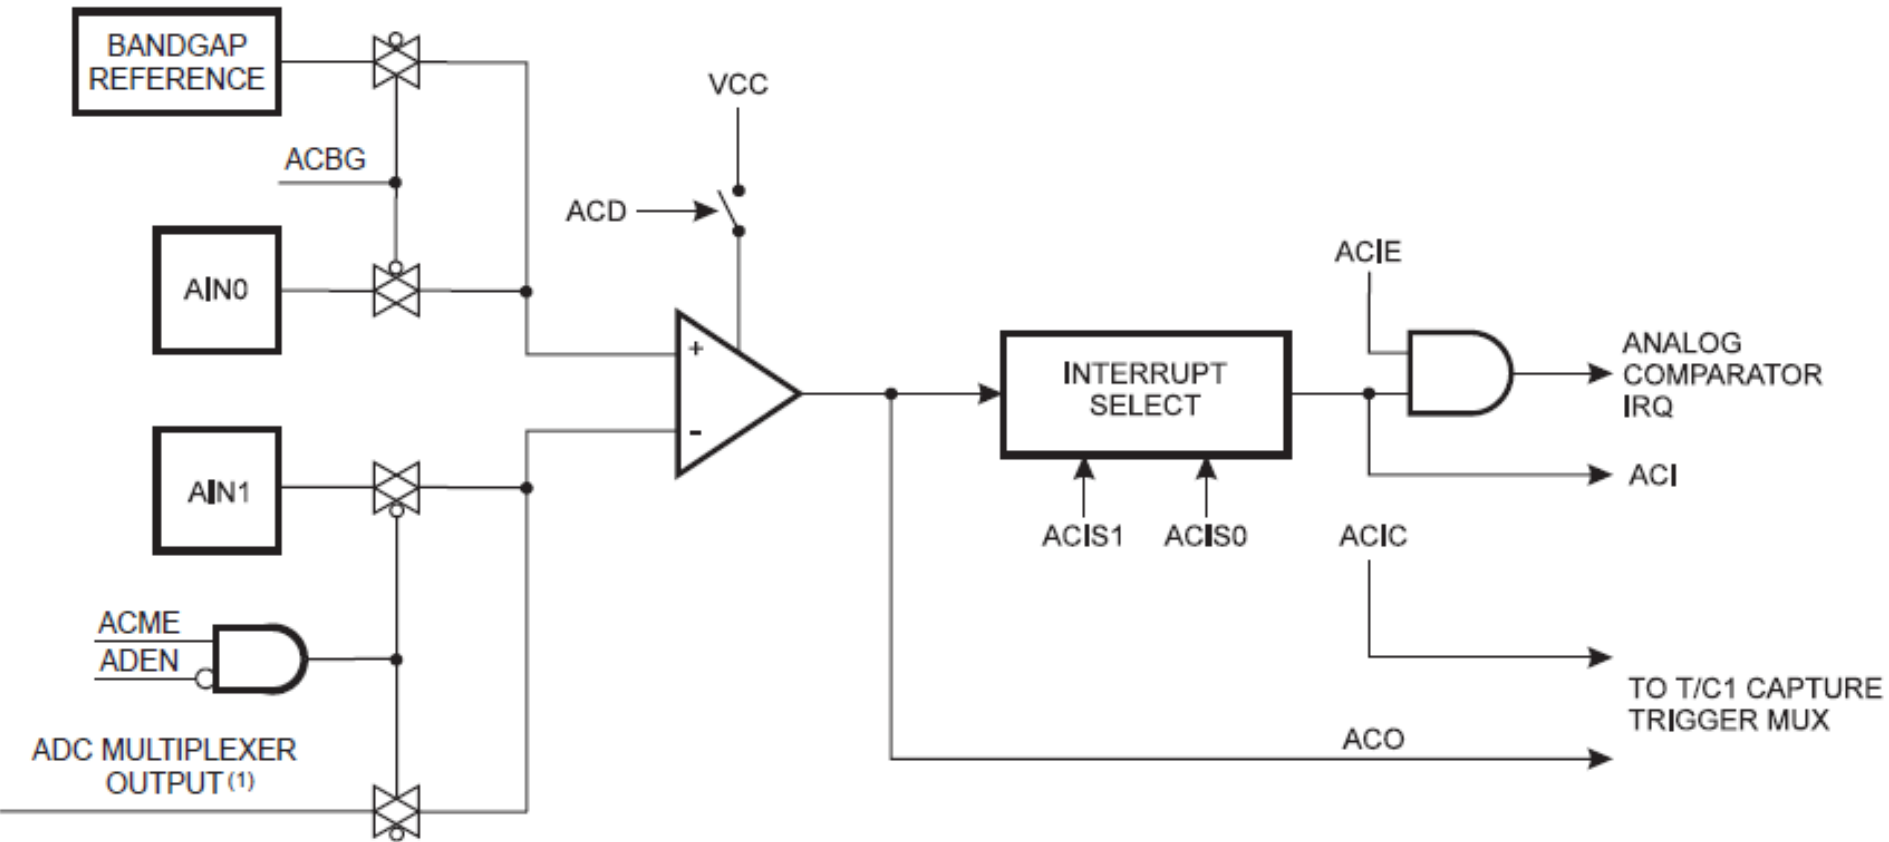 BANDGAP
REFERENCE
ACBG
AIN0
AIN1
ACME
ADEN
ADC MULTIPLEXER
OUTPUT (1)
VCC
ACD
+
-
INTERRUPT
SELECT
ACIS1
ACIS0
ACIE
ANALOG
COMPARATOR
IRQ
ACI
ACIC
TO T/C1 CAPTURE
TRIGGER MUX
ACO